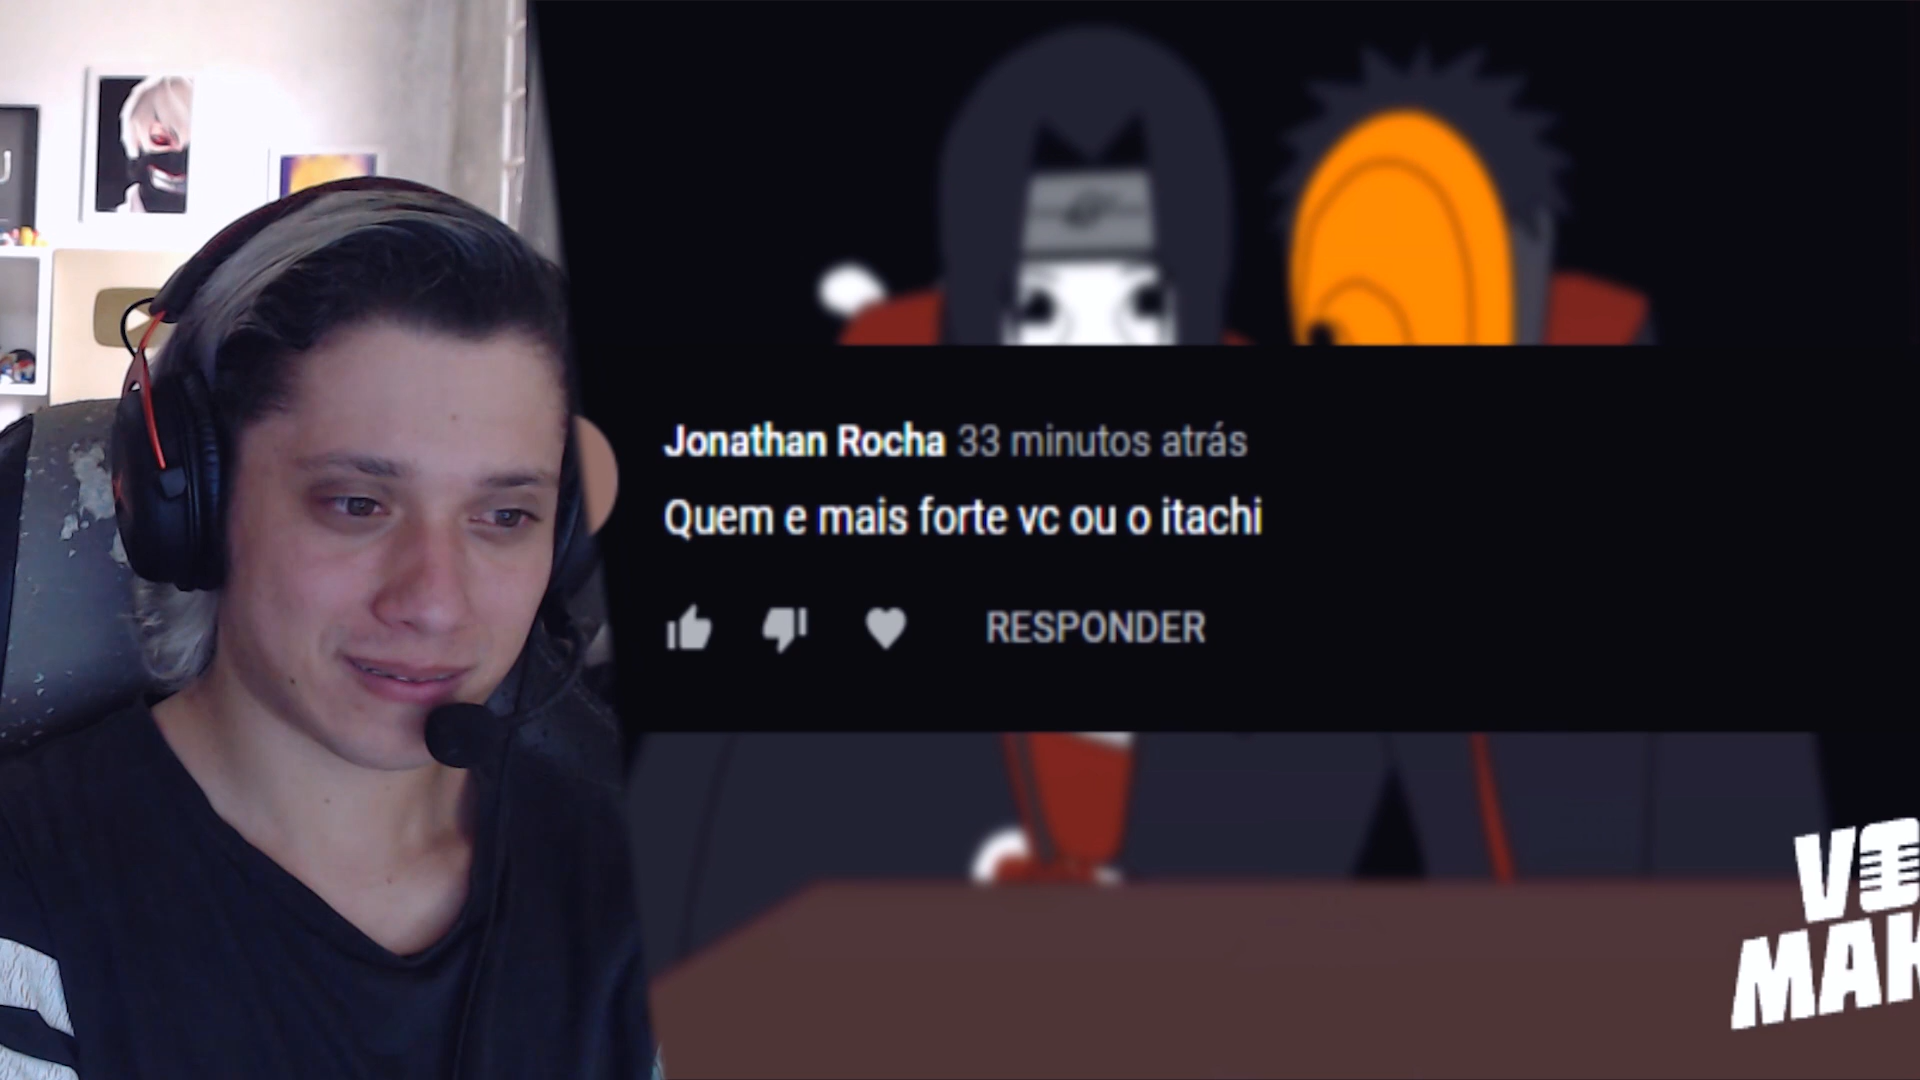 Jonathan Rocha 33 minutos atrás
Quem e mais forte vc ou o itachi
RESPONDER